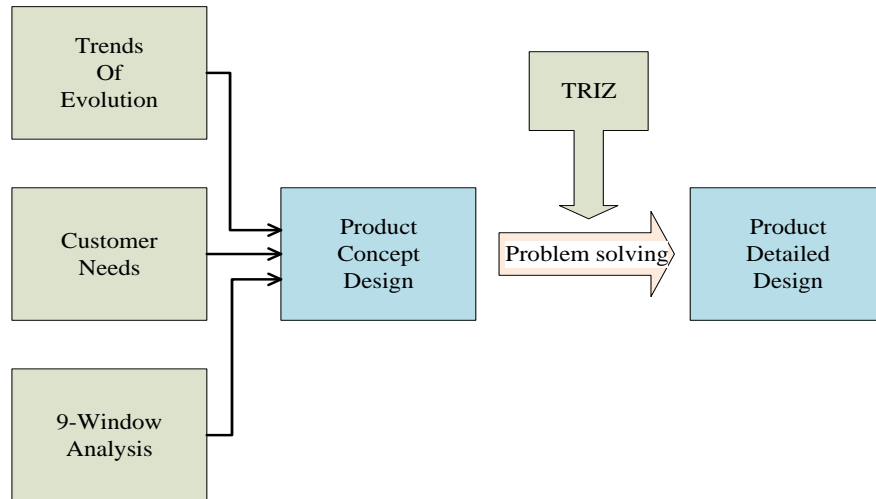 Trends
Of
Evolution
Customer
Needs
9-Window
Analysis
Product
Concept
Design
TRIZ
Problem solving
Product
Detailed
Design